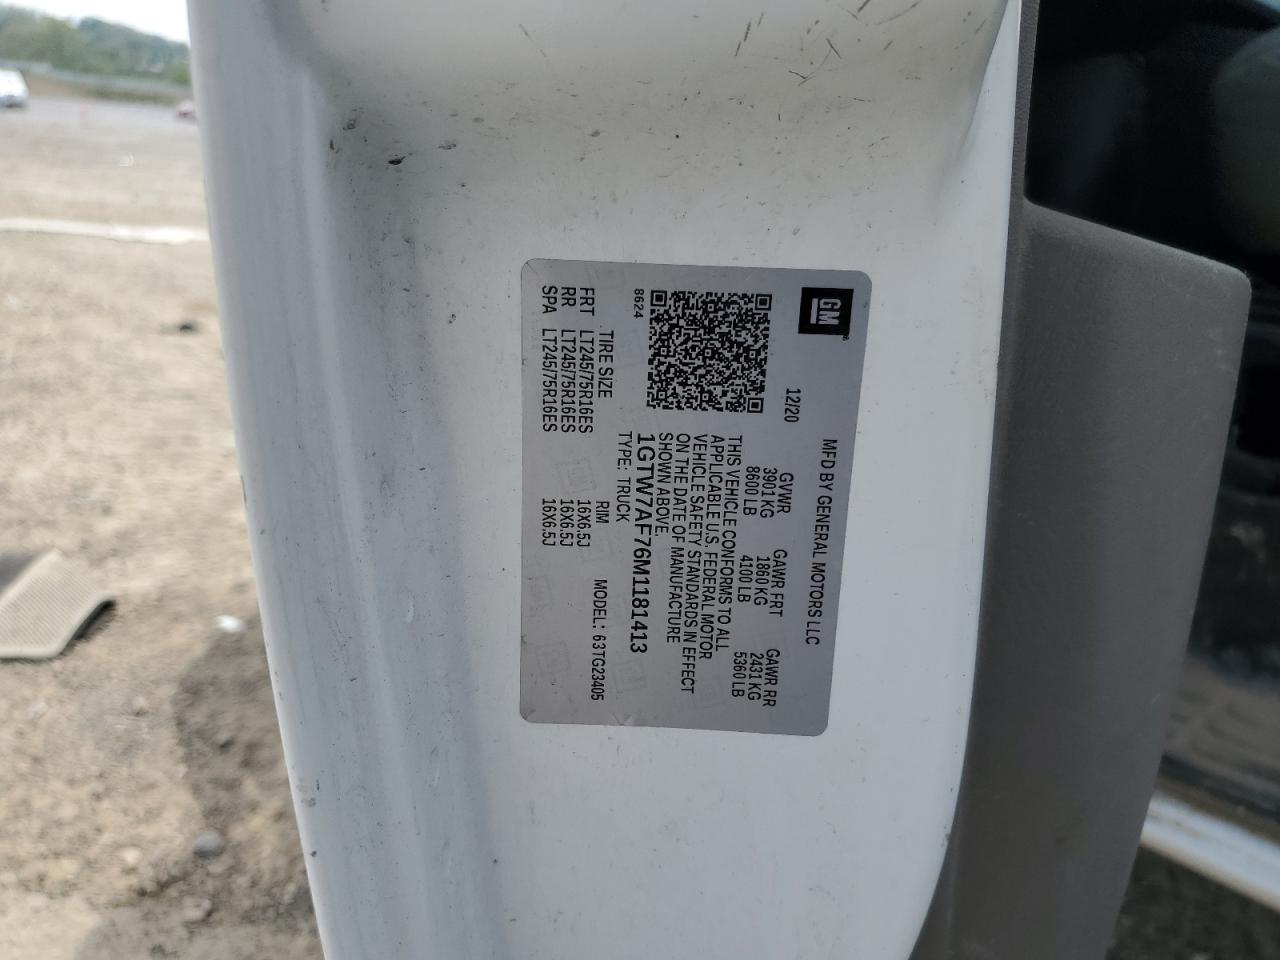 GM
MFD BY GENERAL MOTORS LLC
12/20
GVWR GAWR FRT GAWR RR
3901 KG 1860 KG 2431 KG
8600 LB 4100 LB 5360 LB
THIS VEHICLE CONFORMS TO ALL
APPLICABLE U.S. FEDERAL MOTOR
VEHICLE SAFETY STANDARDS IN EFFECT
ON THE DATE OF MANUFACTURE
SHOWN ABOVE.
8624
1GTW7AF76M1181413
TYPE: TRUCK
MODEL: 63TG23405
TIRE SIZE RIM
FRT LT245/75R16ES 16X6.5J
RR LT245/75R16ES 16X6.5J
SPA LT245/75R16ES 16X6.5J